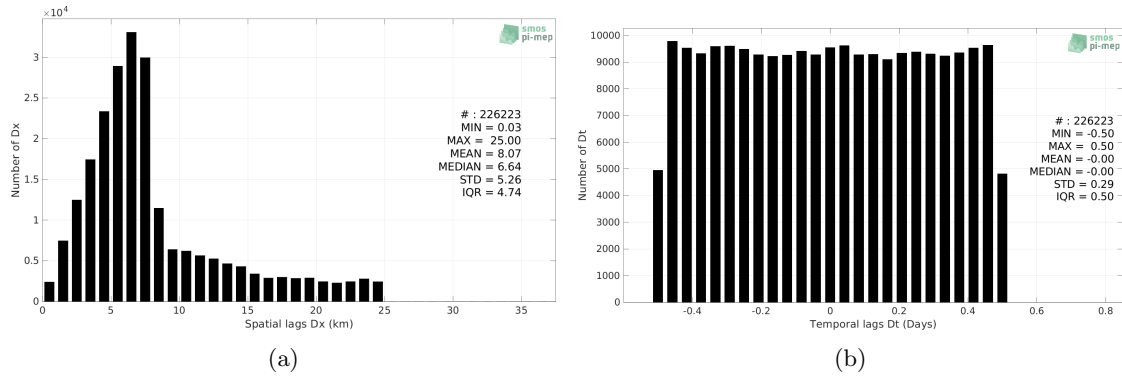 ×10⁴
smos
pi-mep
3
2.5
2
1.5
1
0.5
0
Number of Dx
# : 226223
MIN = 0.03
MAX = 25.00
MEAN = 8.07
MEDIAN = 6.64
STD = 5.26
IQR = 4.74
0 5 10 15 20 25 30 35
Spatial lags Dx (km)
(a)
smos
pi-mep
10000
9000
8000
7000
6000
5000
4000
3000
2000
1000
0
Number of Dt
# : 226223
MIN = -0.50
MAX = 0.50
MEAN = -0.00
MEDIAN = -0.00
STD = 0.29
IQR = 0.50
-0.4 -0.2 0 0.2 0.4 0.6 0.8
Temporal lags Dt (Days)
(b)